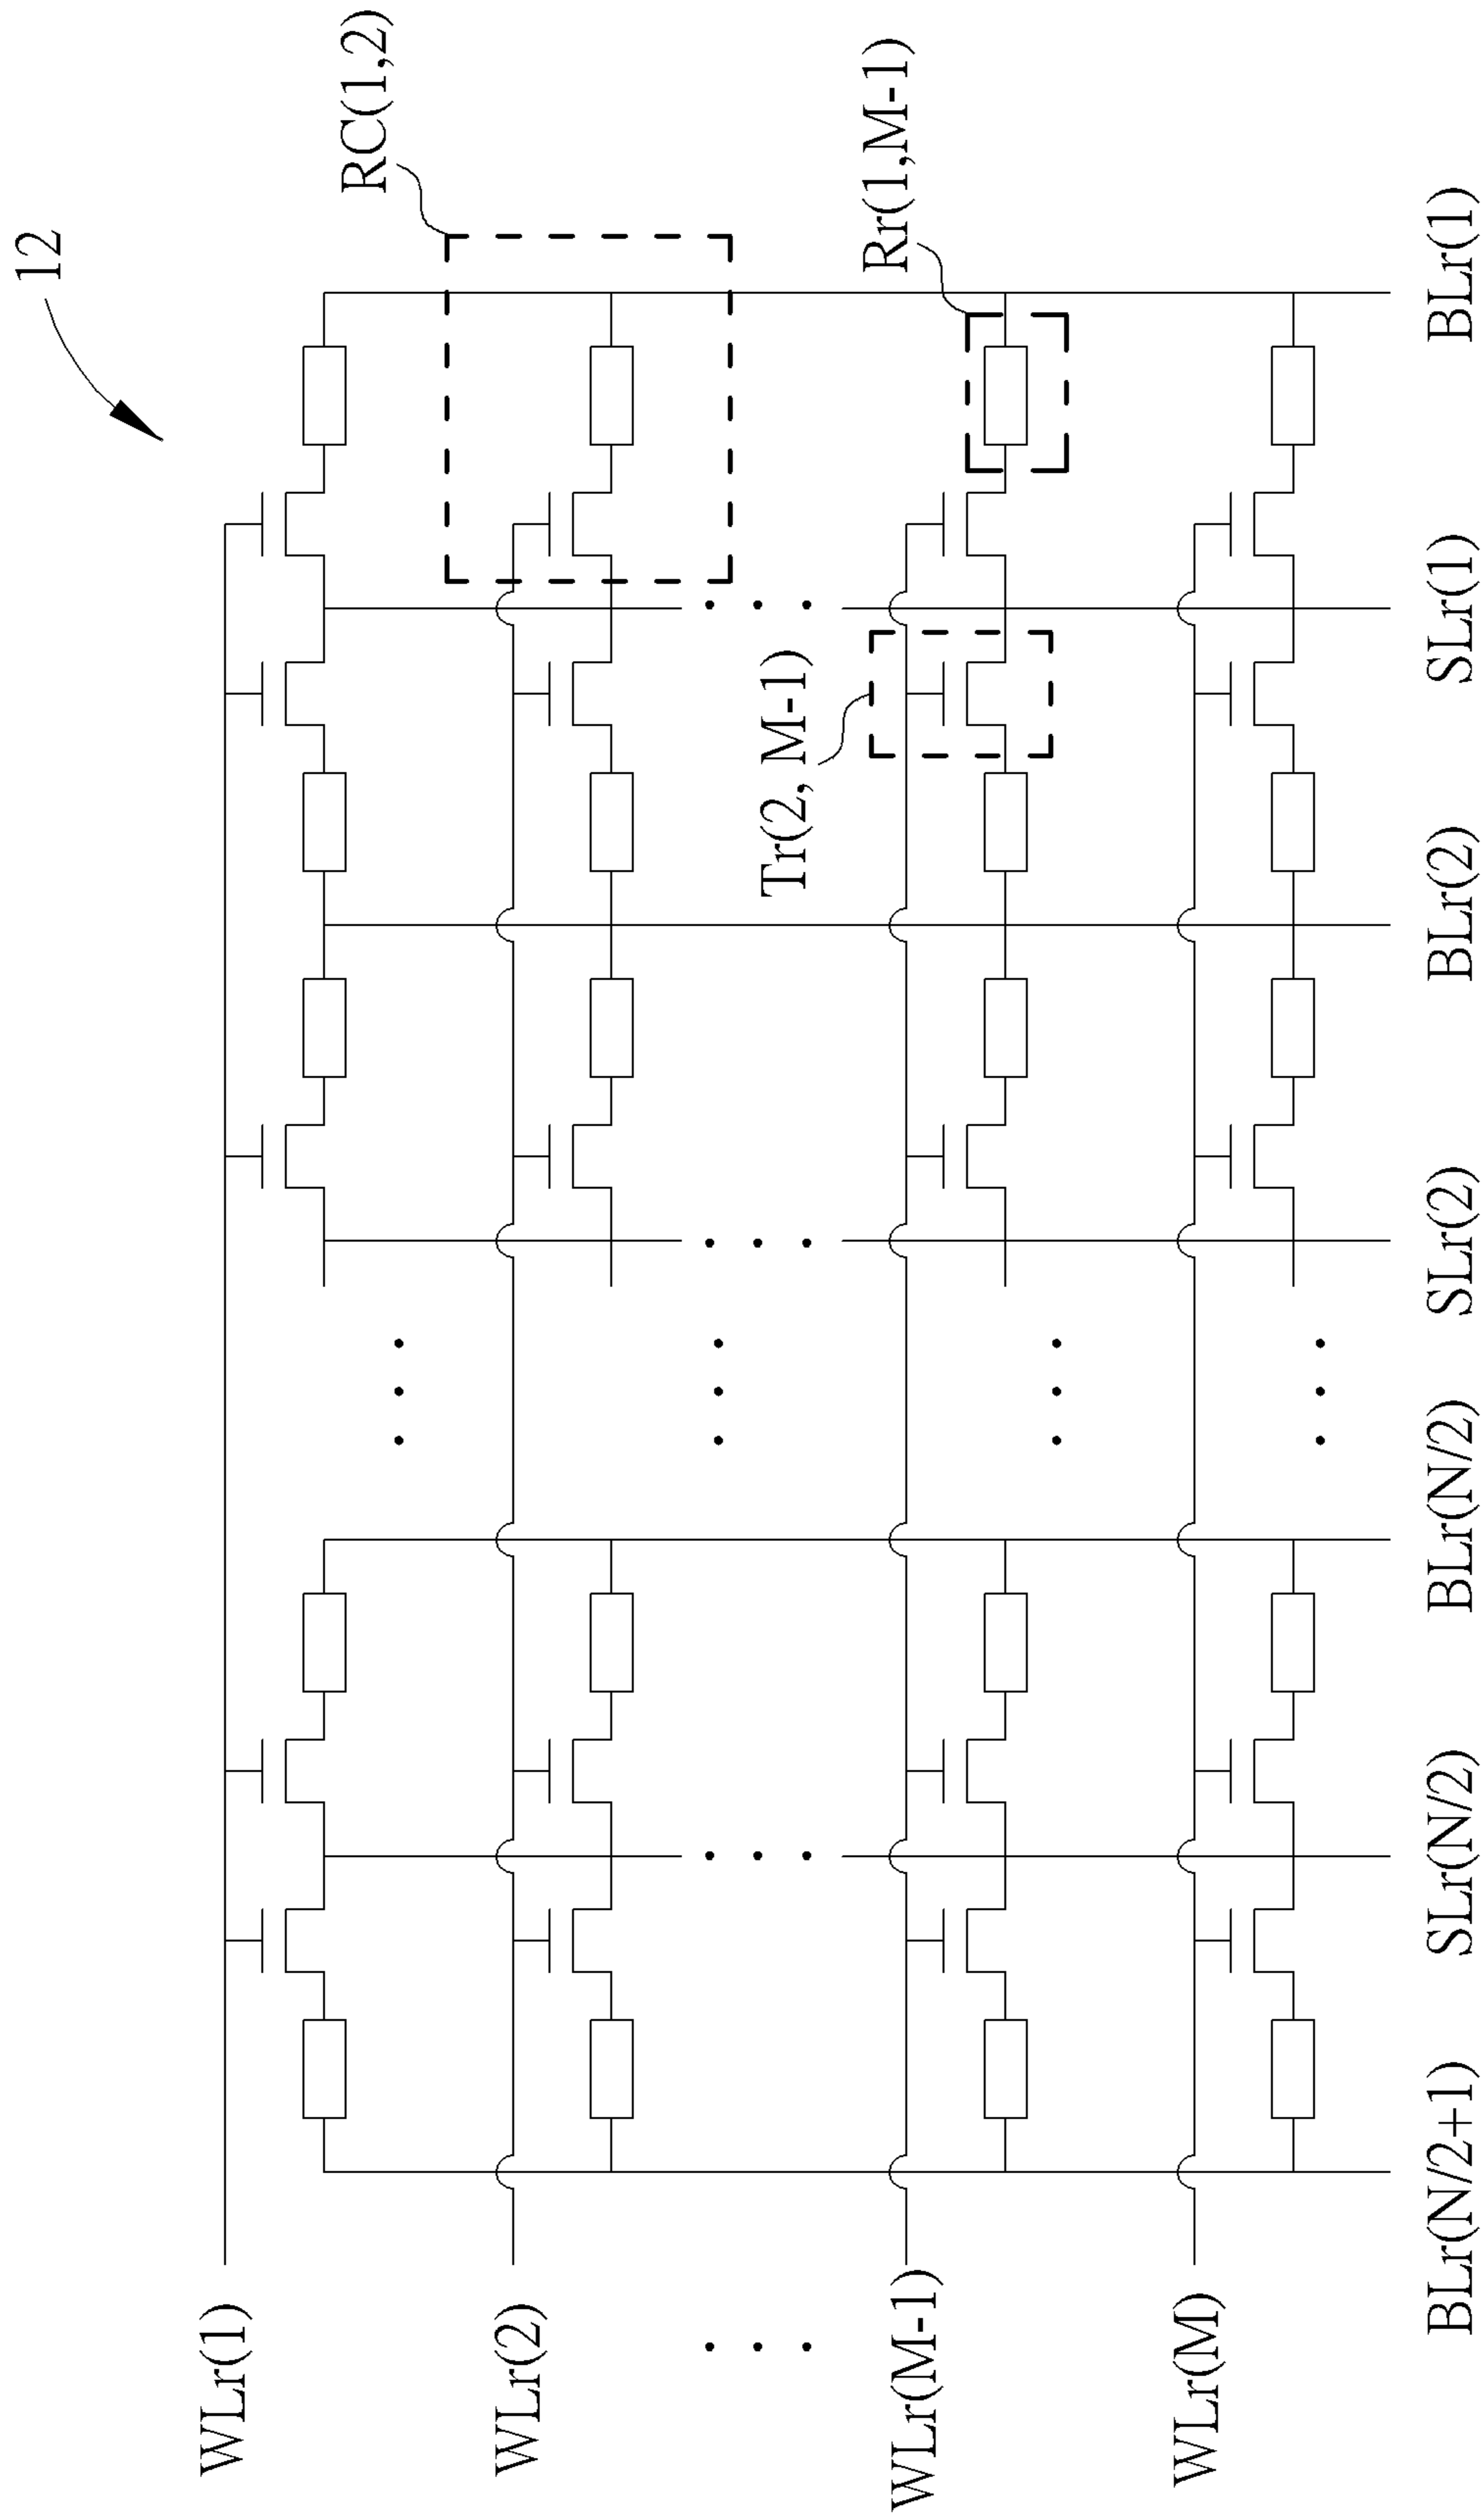 12
RC(1,2)
Rr(1,M-1)
Tr(2, M-1)
WLr(1)
WLr(2)
WLr(M-1)
WLr(M)
BLr(N/2+1)
SLr(N/2)
BLr(N/2)
SLr(2)
BLr(2)
SLr(1)
BLr(1)